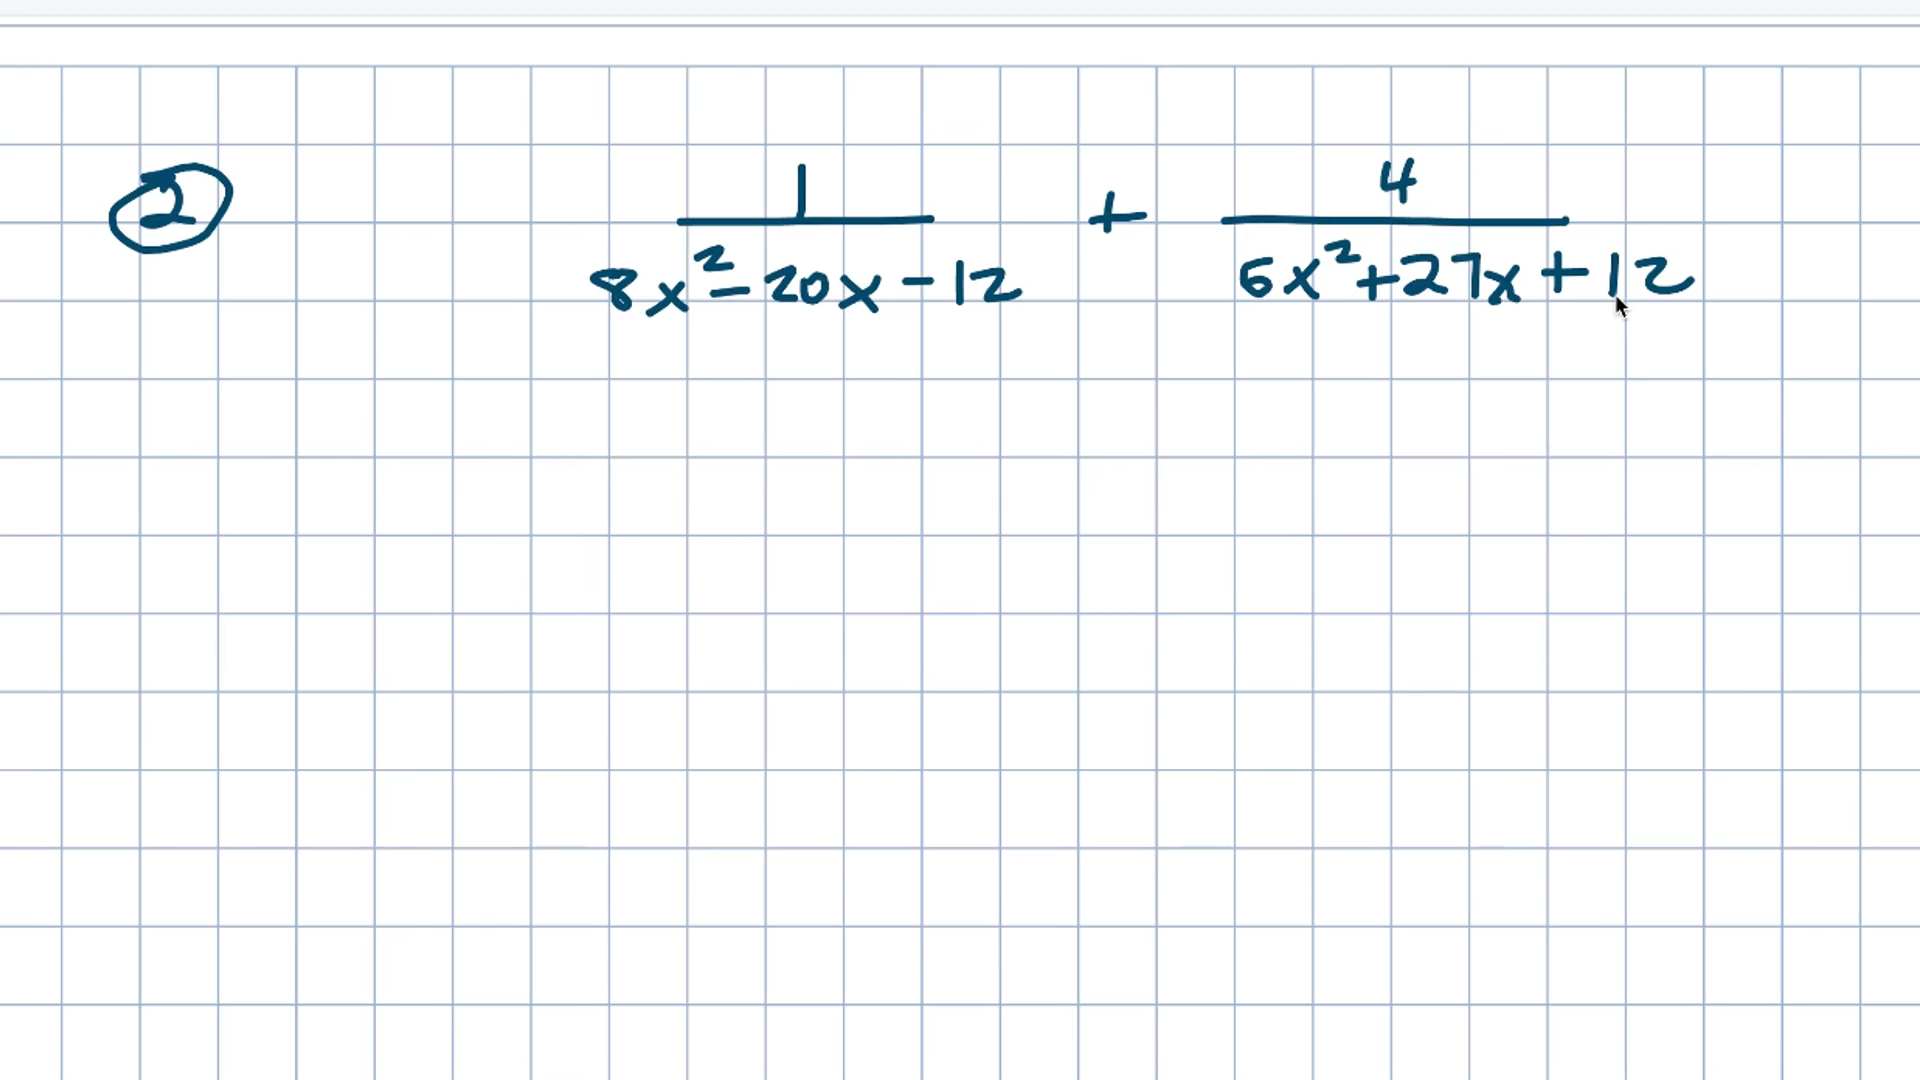 ② 1/(8x² - 20x - 12) + 4/(6x² + 27x + 12)